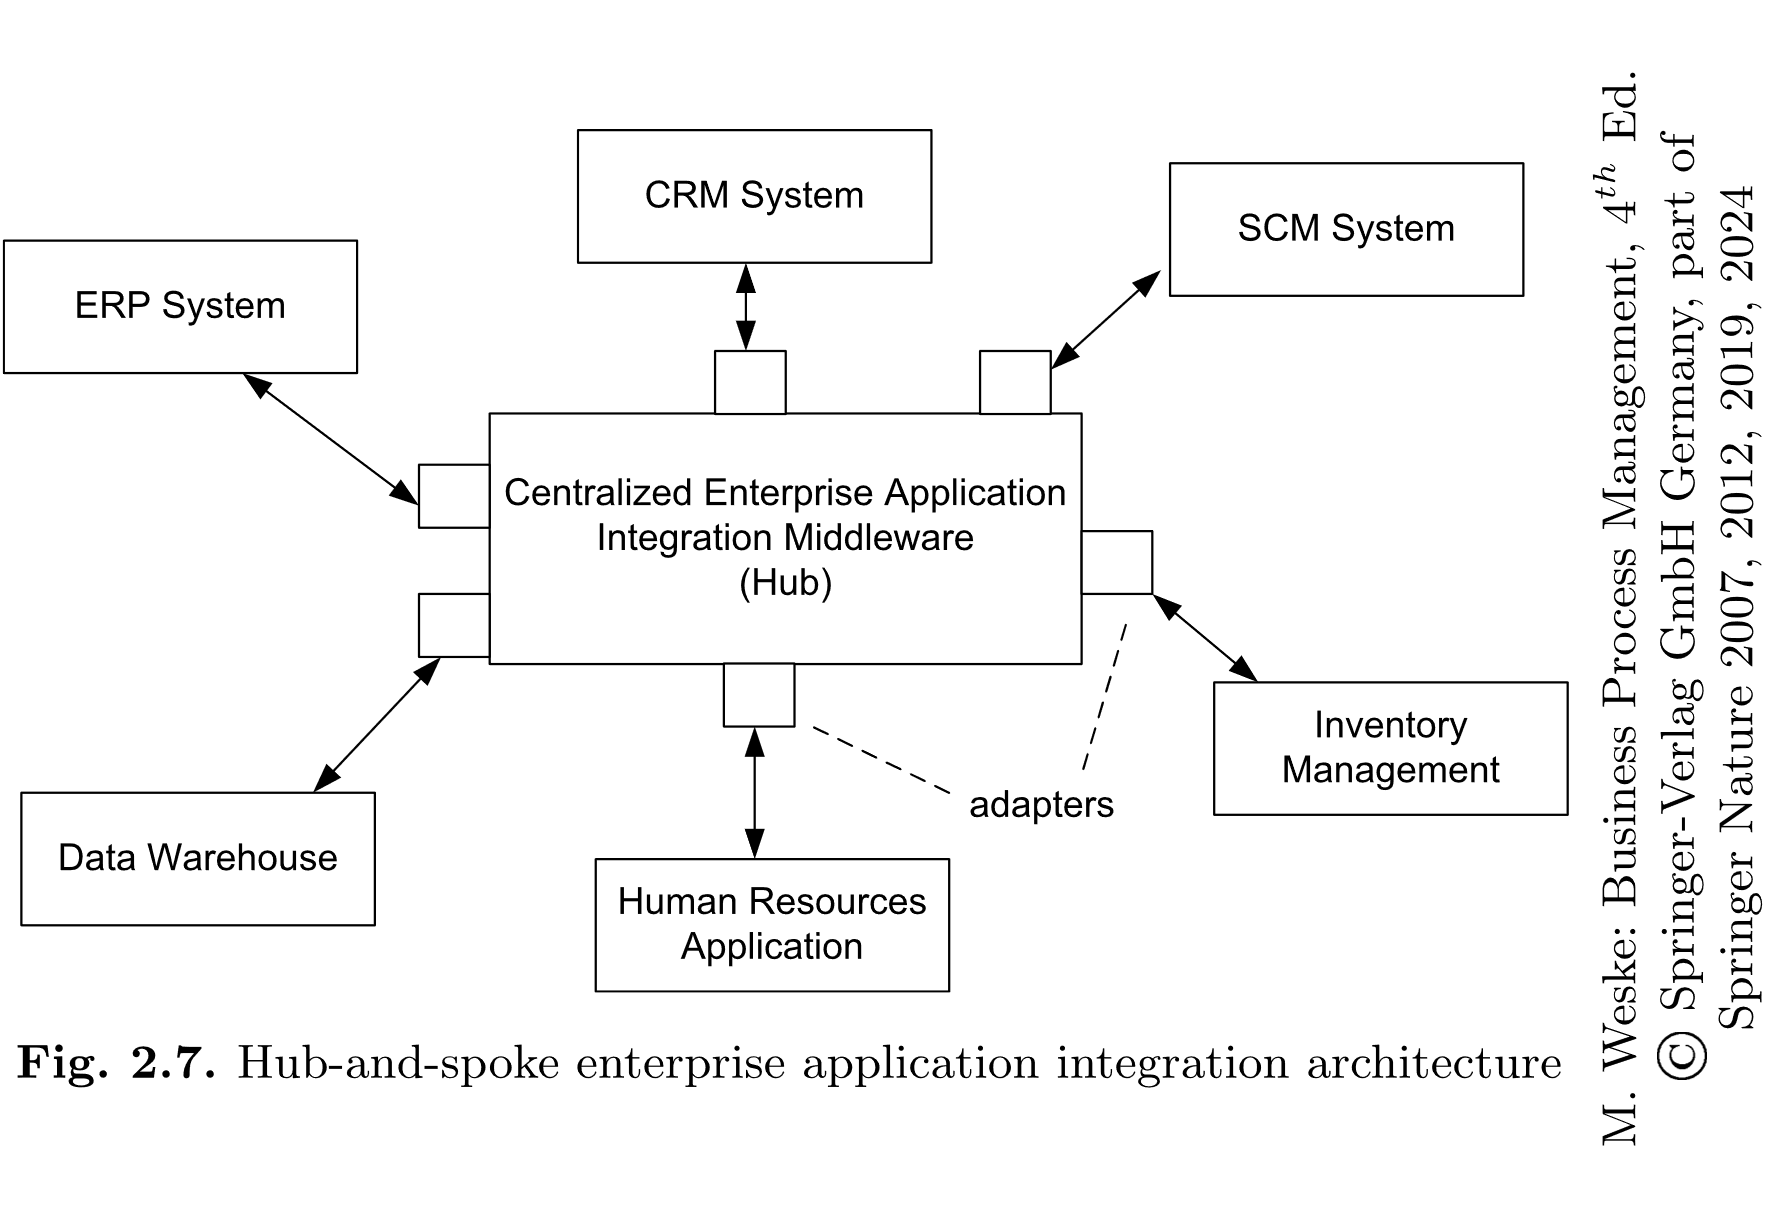 CRM System
SCM System
ERP System
Centralized Enterprise Application
Integration Middleware
(Hub)
Inventory
Management
adapters
Data Warehouse
Human Resources
Application
Fig. 2.7. Hub-and-spoke enterprise application integration architecture
M. Weske: Business Process Management, 4th Ed.
© Springer-Verlag GmbH Germany, part of
Springer Nature 2007, 2012, 2019, 2024